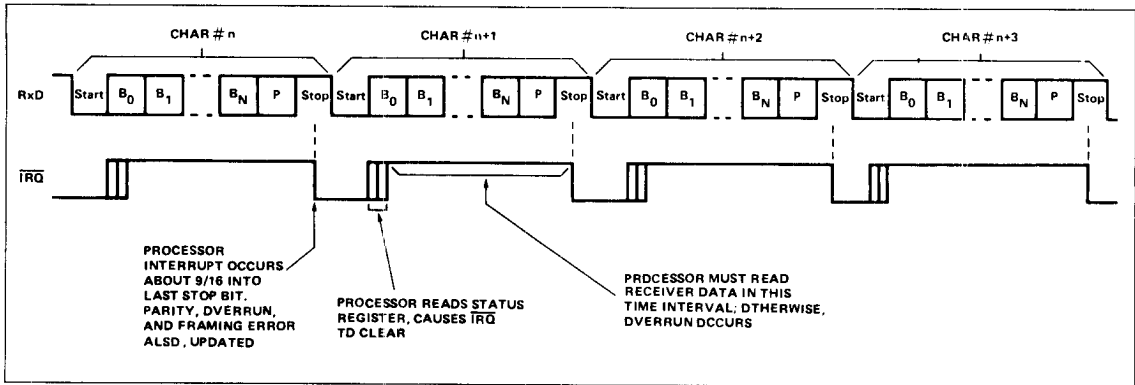 CHAR # n
CHAR # n+1
CHAR # n+2
CHAR # n+3
RxD
Start B0 B1 BN P Stop Start B0 B1 BN P Stop Start B0 B1 BN P Stop Start B0 B1 BN P Stop
IRQ
PROCESSOR
INTERRUPT OCCURS
ABOUT 9/16 INTO
LAST STOP BIT.
PARITY, DVERRUN,
AND FRAMING ERROR
ALSD , UPDATED
PROCESSOR READS STATUS
REGISTER, CAUSES IRQ
TD CLEAR
PRDCESSOR MUST READ
RECEIVER DATA IN THIS
TIME INTERVAL; DTHERWISE,
DVERRUN DCCURS